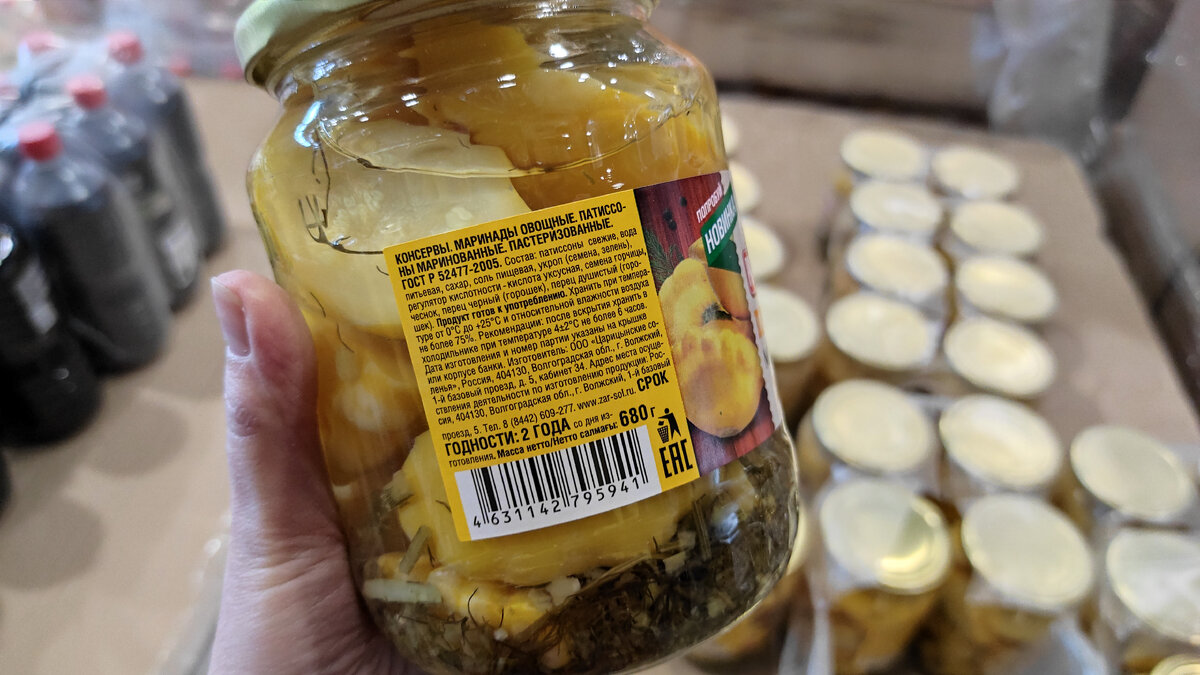 КОНСЕРВЫ. МАРИНАДЫ ОВОЩНЫЕ. ПАТИССО-
НЫ МАРИНОВАННЫЕ. ПАСТЕРИЗОВАННЫЕ.
ГОСТ Р 52477-2005. Состав: патиссоны свежие, вода
питьевая, сахар, соль пищевая, укроп (семена, зелень),
регулятор кислотности - кислота уксусная, семена горчицы,
чеснок, перец черный (горошек), перец душистый (горо-
шек). Продукт готов к употреблению. Хранить при темпера-
туре от 0°С до +25°С и относительной влажности воздуха
не более 75%. Рекомендации: после вскрытия хранить в
холодильнике при температуре 4±2°С не более 6 часов.
Дата изготовления и номер партии указаны на крышке
или корпусе банки. Изготовитель: ООО «Царицынские со-
ленья», Россия, 404130, Волгоградская обл., г. Волжский,
1-й базовый проезд, д. 5, кабинет 34. Адрес места осуще-
ствления деятельности по изготовлению продукции: Рос-
сия, 404130, Волгоградская обл., г. Волжский, 1-й базовый
проезд, 5. Тел. 8 (8442) 609-277. www.zar-sol.ru. СРОК
ГОДНОСТИ: 2 ГОДА со дня из-
готовления. Масса нетто/Нетто салмағы: 680 г
4 631142 795941
EAC
ПОПРОБУЙ
НОВИНК